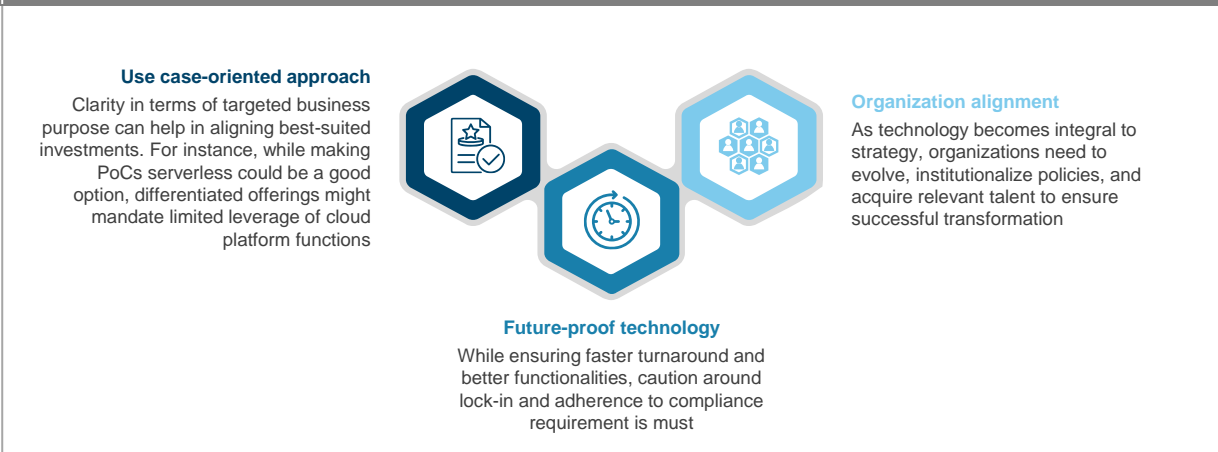 Use case-oriented approach
Clarity in terms of targeted business
purpose can help in aligning best-suited
investments. For instance, while making
PoCs serverless could be a good
option, differentiated offerings might
mandate limited leverage of cloud
platform functions
Future-proof technology
While ensuring faster turnaround and
better functionalities, caution around
lock-in and adherence to compliance
requirement is must
Organization alignment
As technology becomes integral to
strategy, organizations need to
evolve, institutionalize policies, and
acquire relevant talent to ensure
successful transformation